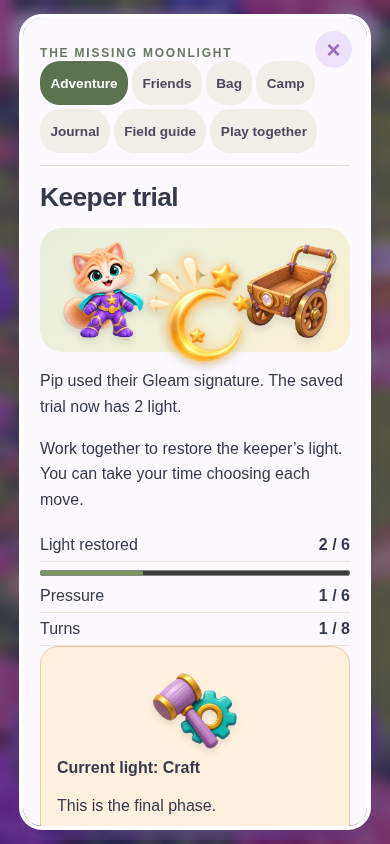 THE MISSING MOONLIGHT
×
Adventure Friends Bag Camp
Journal Field guide Play together
Keeper trial
Pip used their Gleam signature. The saved
trial now has 2 light.
Work together to restore the keeper’s light.
You can take your time choosing each
move.
Light restored 2 / 6
Pressure 1 / 6
Turns 1 / 8
Current light: Craft
This is the final phase.